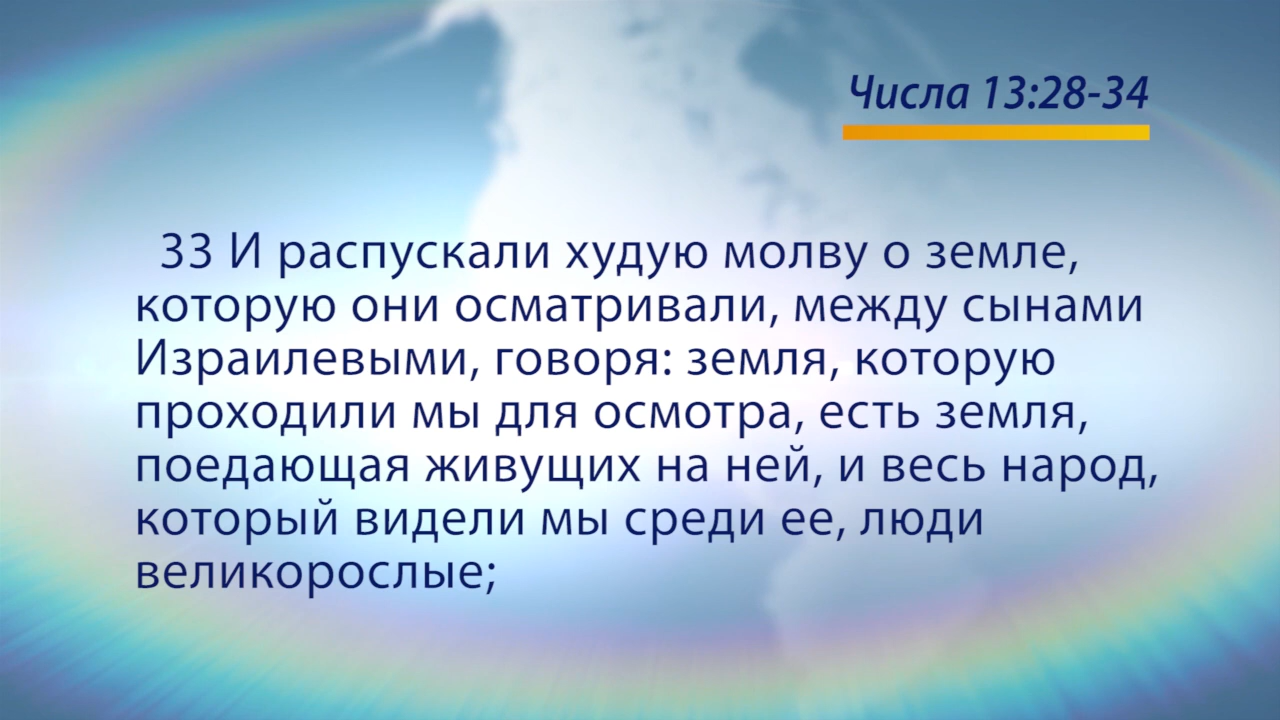 Числа 13:28-34
33 И распускали худую молву о земле,
которую они осматривали, между сынами
Израилевыми, говоря: земля, которую
проходили мы для осмотра, есть земля,
поедающая живущих на ней, и весь народ,
который видели мы среди ее, люди
великорослые;